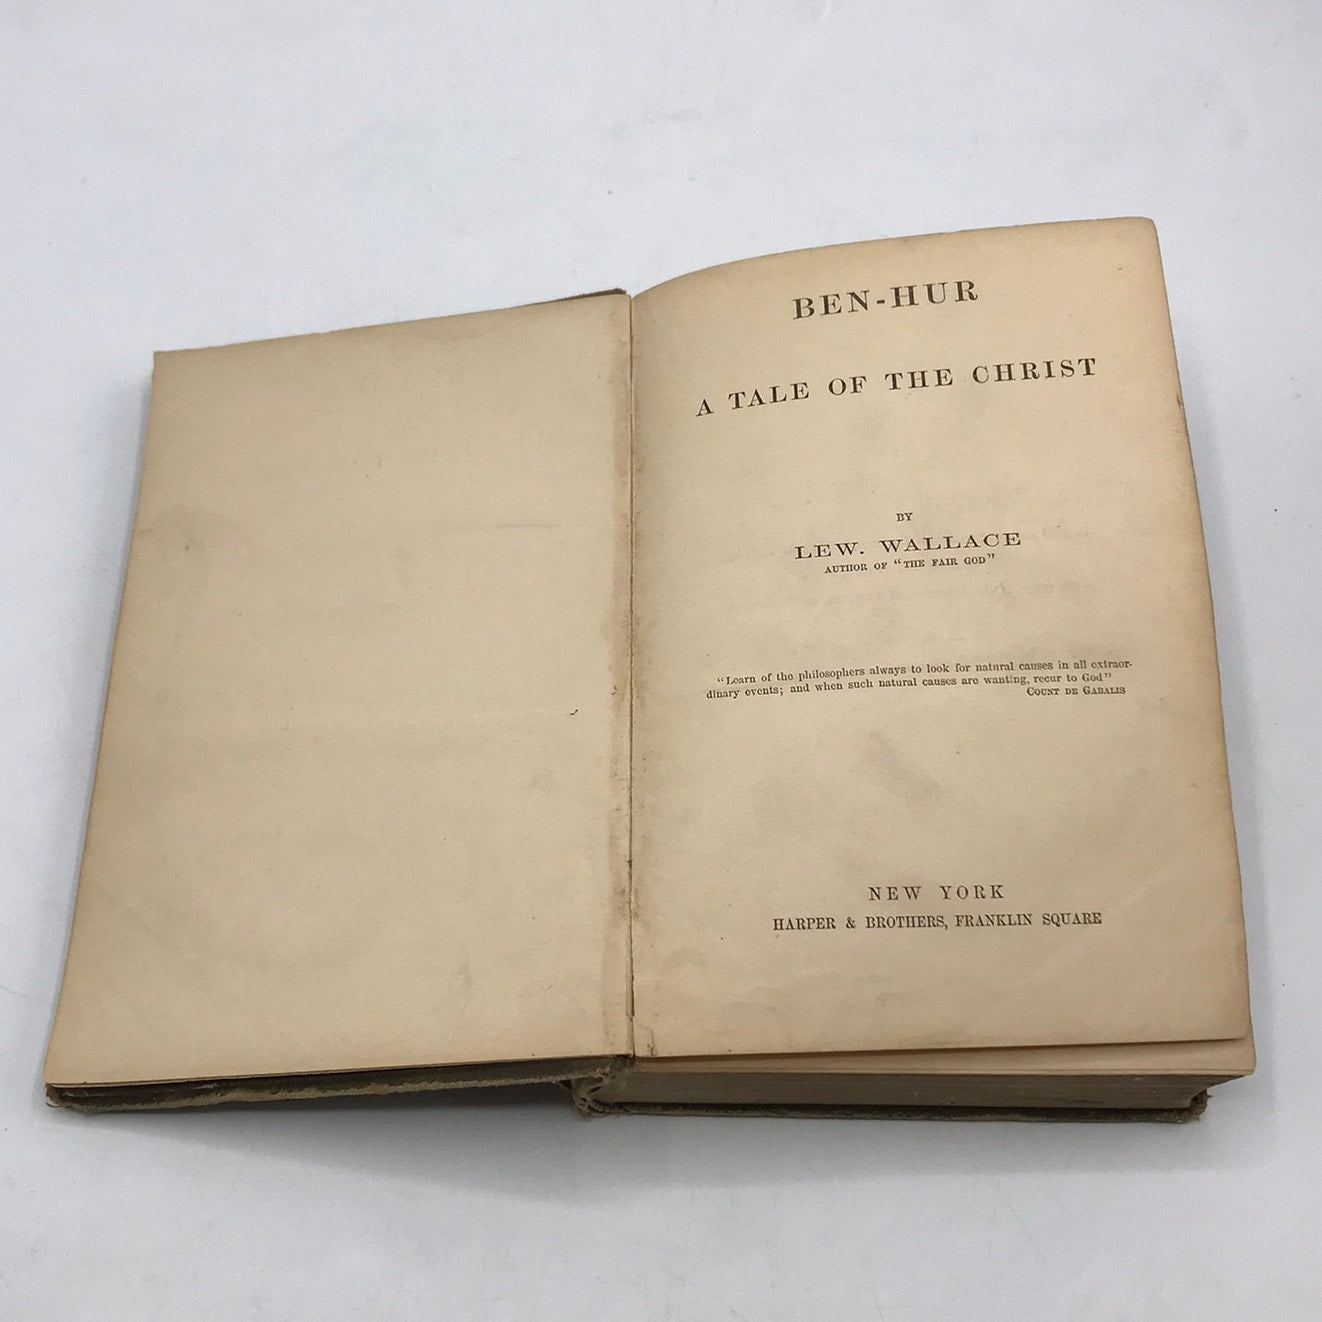 BEN-HUR
A TALE OF THE CHRIST
BY
LEW. WALLACE
AUTHOR OF "THE FAIR GOD"
"Learn of the philosophers always to look for natural causes in all extraor-
dinary events; and when such natural causes are wanting, recur to God"
COUNT DE GABALIS
NEW YORK
HARPER & BROTHERS, FRANKLIN SQUARE